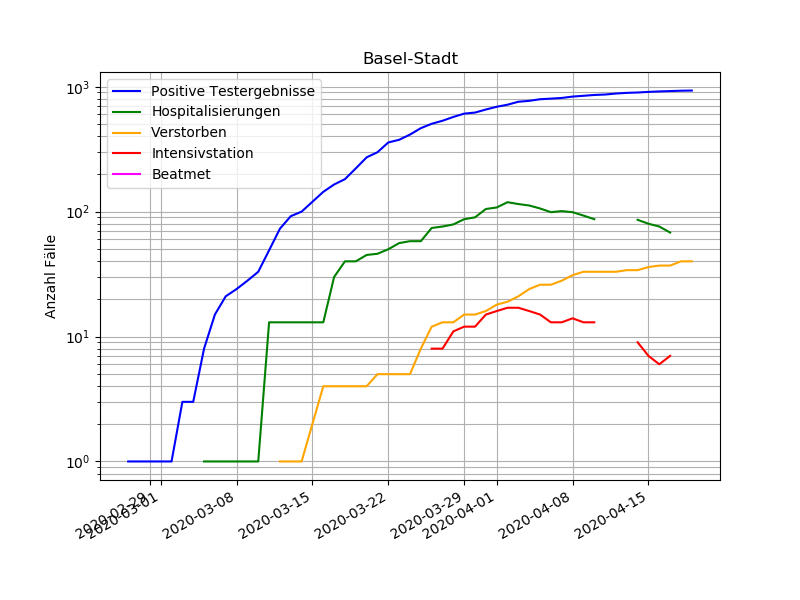 Basel-Stadt
Anzahl Fälle
10³
10²
10¹
10⁰
Positive Testergebnisse
Hospitalisierungen
Verstorben
Intensivstation
Beatmet
2020-02-29
2020-03-01
2020-03-08
2020-03-15
2020-03-22
2020-03-29
2020-04-01
2020-04-08
2020-04-15